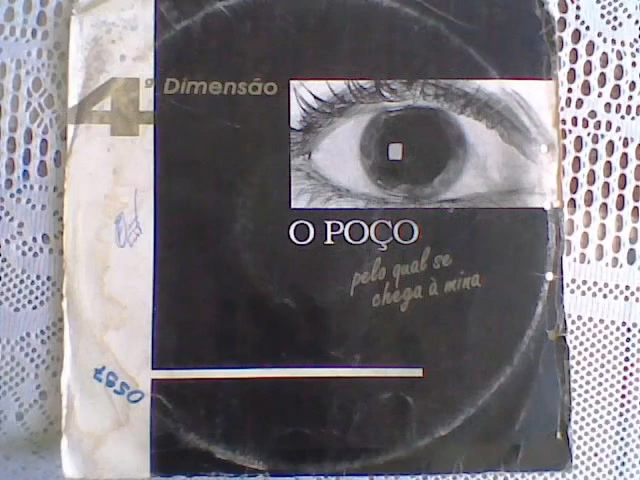 4ª Dimensão
O POÇO
pelo qual se
chega à mina
0587